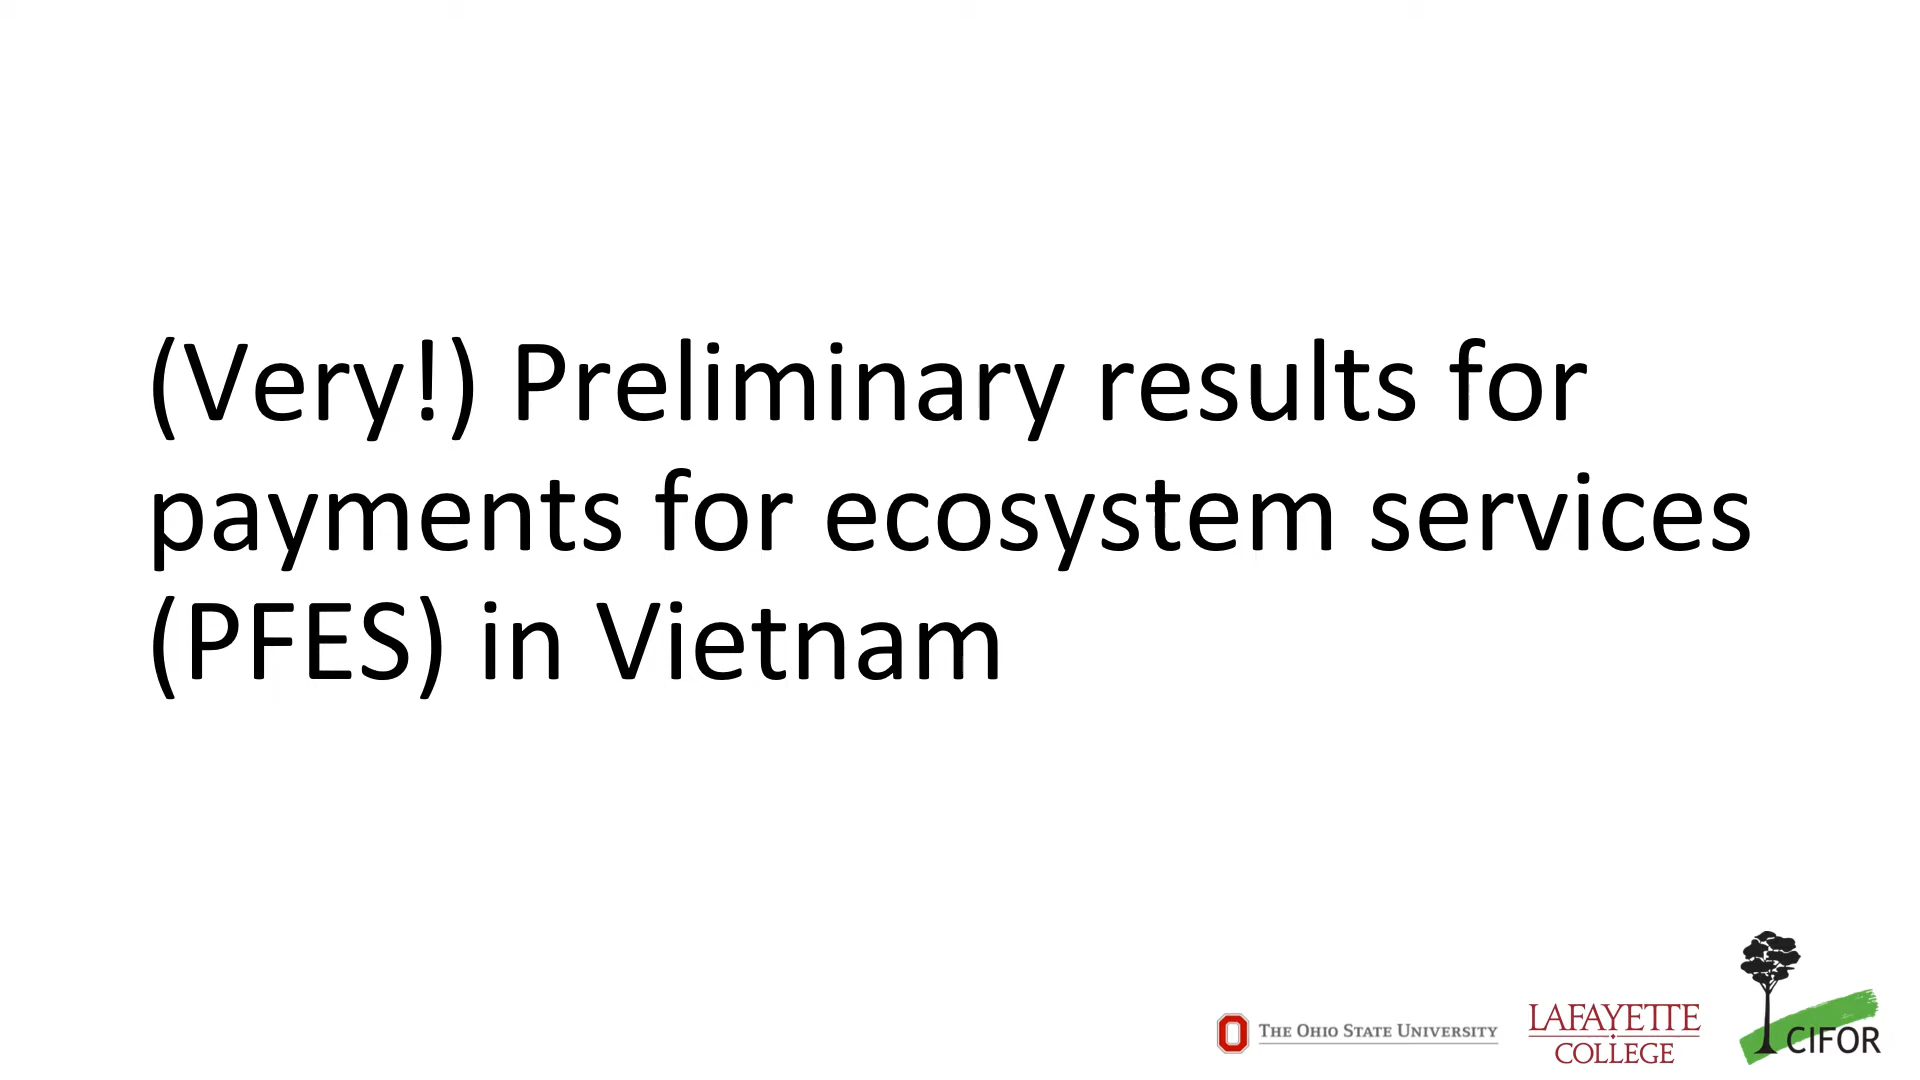 (Very!) Preliminary results for
payments for ecosystem services
(PFES) in Vietnam
THE OHIO STATE UNIVERSITY
LAFAYETTE
COLLEGE
CIFOR